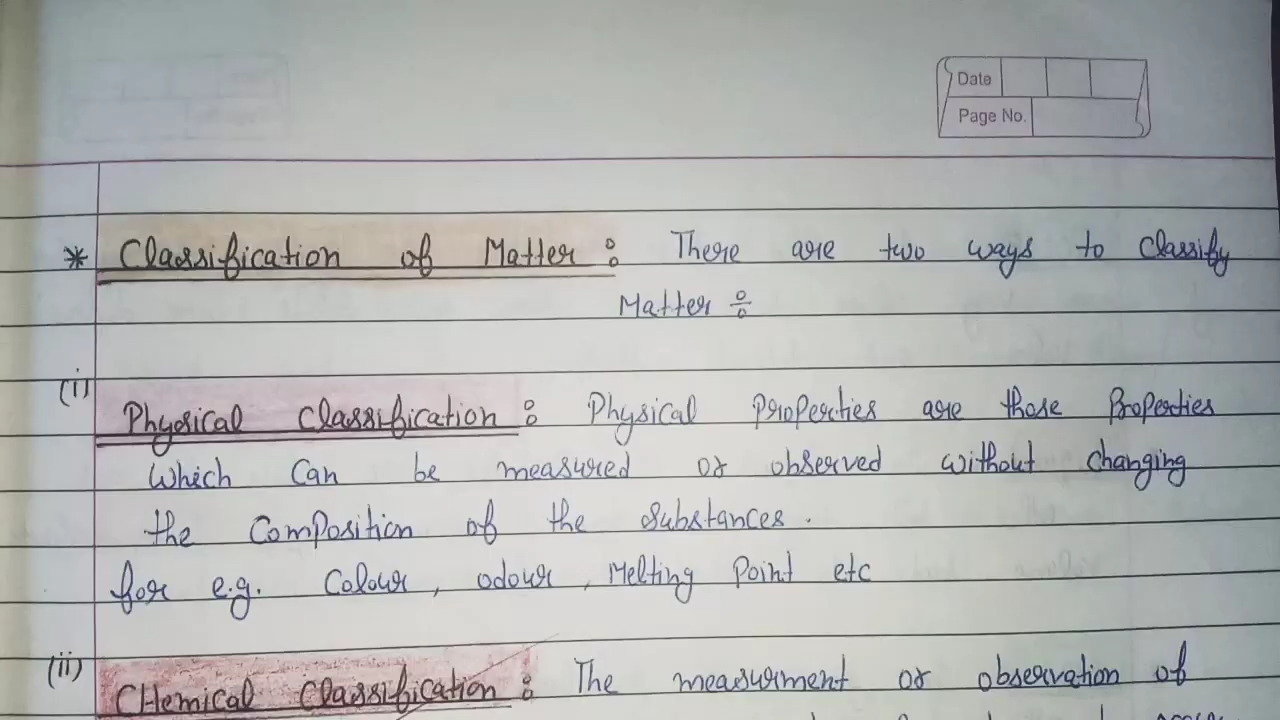 Date
Page No.
* Classification of Matter : There are two ways to Classify
Matter ÷
(i)
Physical Classification : Physical Properties are those Properties
Which Can be measured or observed without changing
the Composition of the Substances .
for e.g. Colour , odour , Melting Point etc
(ii)
CHemical Classification : The measurment or observation of